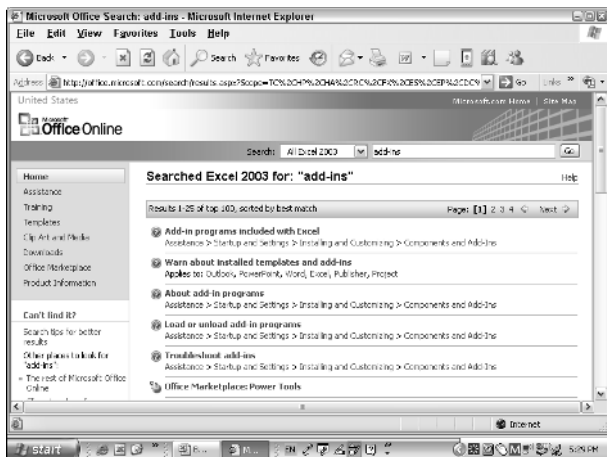 Microsoft Office Search: add-ins - Microsoft Internet Explorer
File Edit View Favorites Tools Help
Back Search Favorites
Address Go Links
United States Microsoft.com Home | Site Map
Microsoft
Office Online
Search: All Excel 2003 add-ins Go
Home
Assistance
Training
Templates
Clip Art and Media
Downloads
Office Marketplace
Product Information
Can't find it?
Search tips for better
results
Other places to look for
"add-ins":
The rest of Microsoft Office
Online
Searched Excel 2003 for: "add-ins" Help
Results 1-25 of top 100, sorted by best match Page: [1] 2 3 4 Next
Add-in programs included with Excel
Assistance > Startup and Settings > Installing and Customizing > Components and Add-Ins
Warn about installed templates and add-ins
Applies to: Outlook, PowerPoint, Word, Excel, Publisher, Project
About add-in programs
Assistance > Startup and Settings > Installing and Customizing > Components and Add-Ins
Load or unload add-in programs
Assistance > Startup and Settings > Installing and Customizing > Components and Add-Ins
Troubleshoot add-ins
Assistance > Startup and Settings > Installing and Customizing > Components and Add-Ins
Office Marketplace: Power Tools
Internet
start B... M... EN 5:29 PM